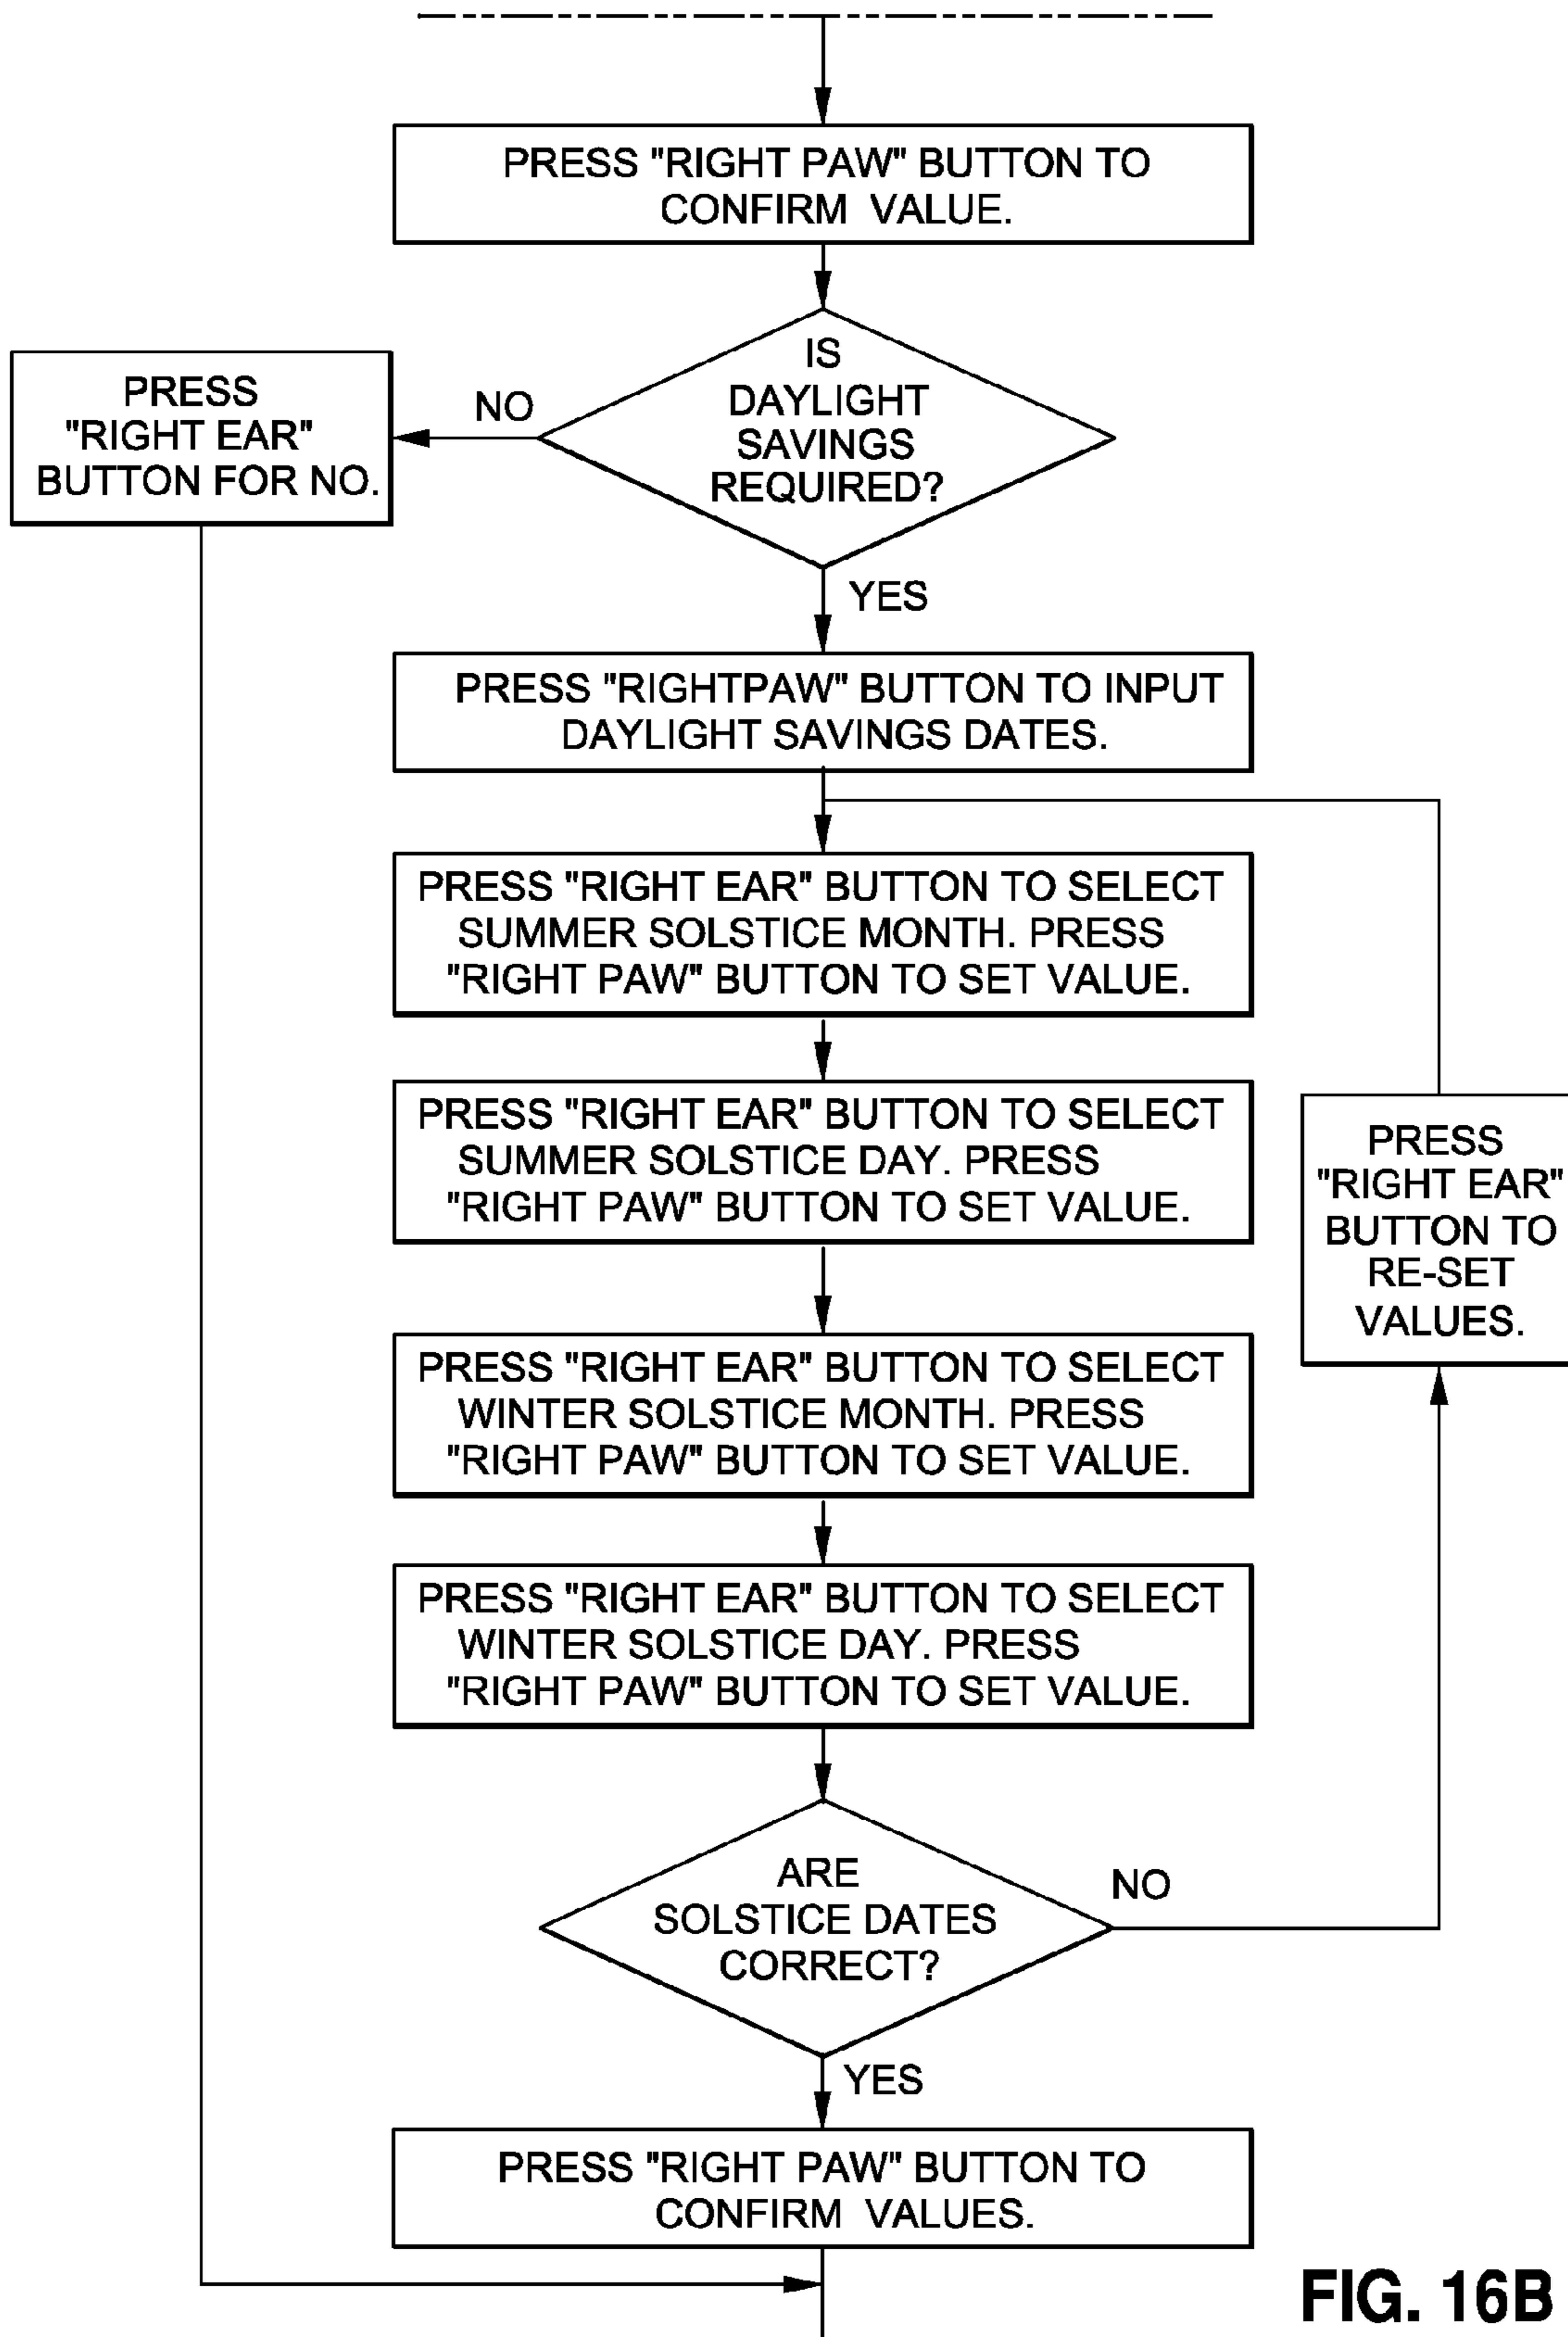 PRESS "RIGHT PAW" BUTTON TO
CONFIRM VALUE.
IS
DAYLIGHT
SAVINGS
REQUIRED?
NO
PRESS
"RIGHT EAR"
BUTTON FOR NO.
YES
PRESS "RIGHTPAW" BUTTON TO INPUT
DAYLIGHT SAVINGS DATES.
PRESS "RIGHT EAR" BUTTON TO SELECT
SUMMER SOLSTICE MONTH. PRESS
"RIGHT PAW" BUTTON TO SET VALUE.
PRESS "RIGHT EAR" BUTTON TO SELECT
SUMMER SOLSTICE DAY. PRESS
"RIGHT PAW" BUTTON TO SET VALUE.
PRESS "RIGHT EAR" BUTTON TO SELECT
WINTER SOLSTICE MONTH. PRESS
"RIGHT PAW" BUTTON TO SET VALUE.
PRESS "RIGHT EAR" BUTTON TO SELECT
WINTER SOLSTICE DAY. PRESS
"RIGHT PAW" BUTTON TO SET VALUE.
ARE
SOLSTICE DATES
CORRECT?
NO
PRESS
"RIGHT EAR"
BUTTON TO
RE-SET
VALUES.
YES
PRESS "RIGHT PAW" BUTTON TO
CONFIRM VALUES.
FIG. 16B